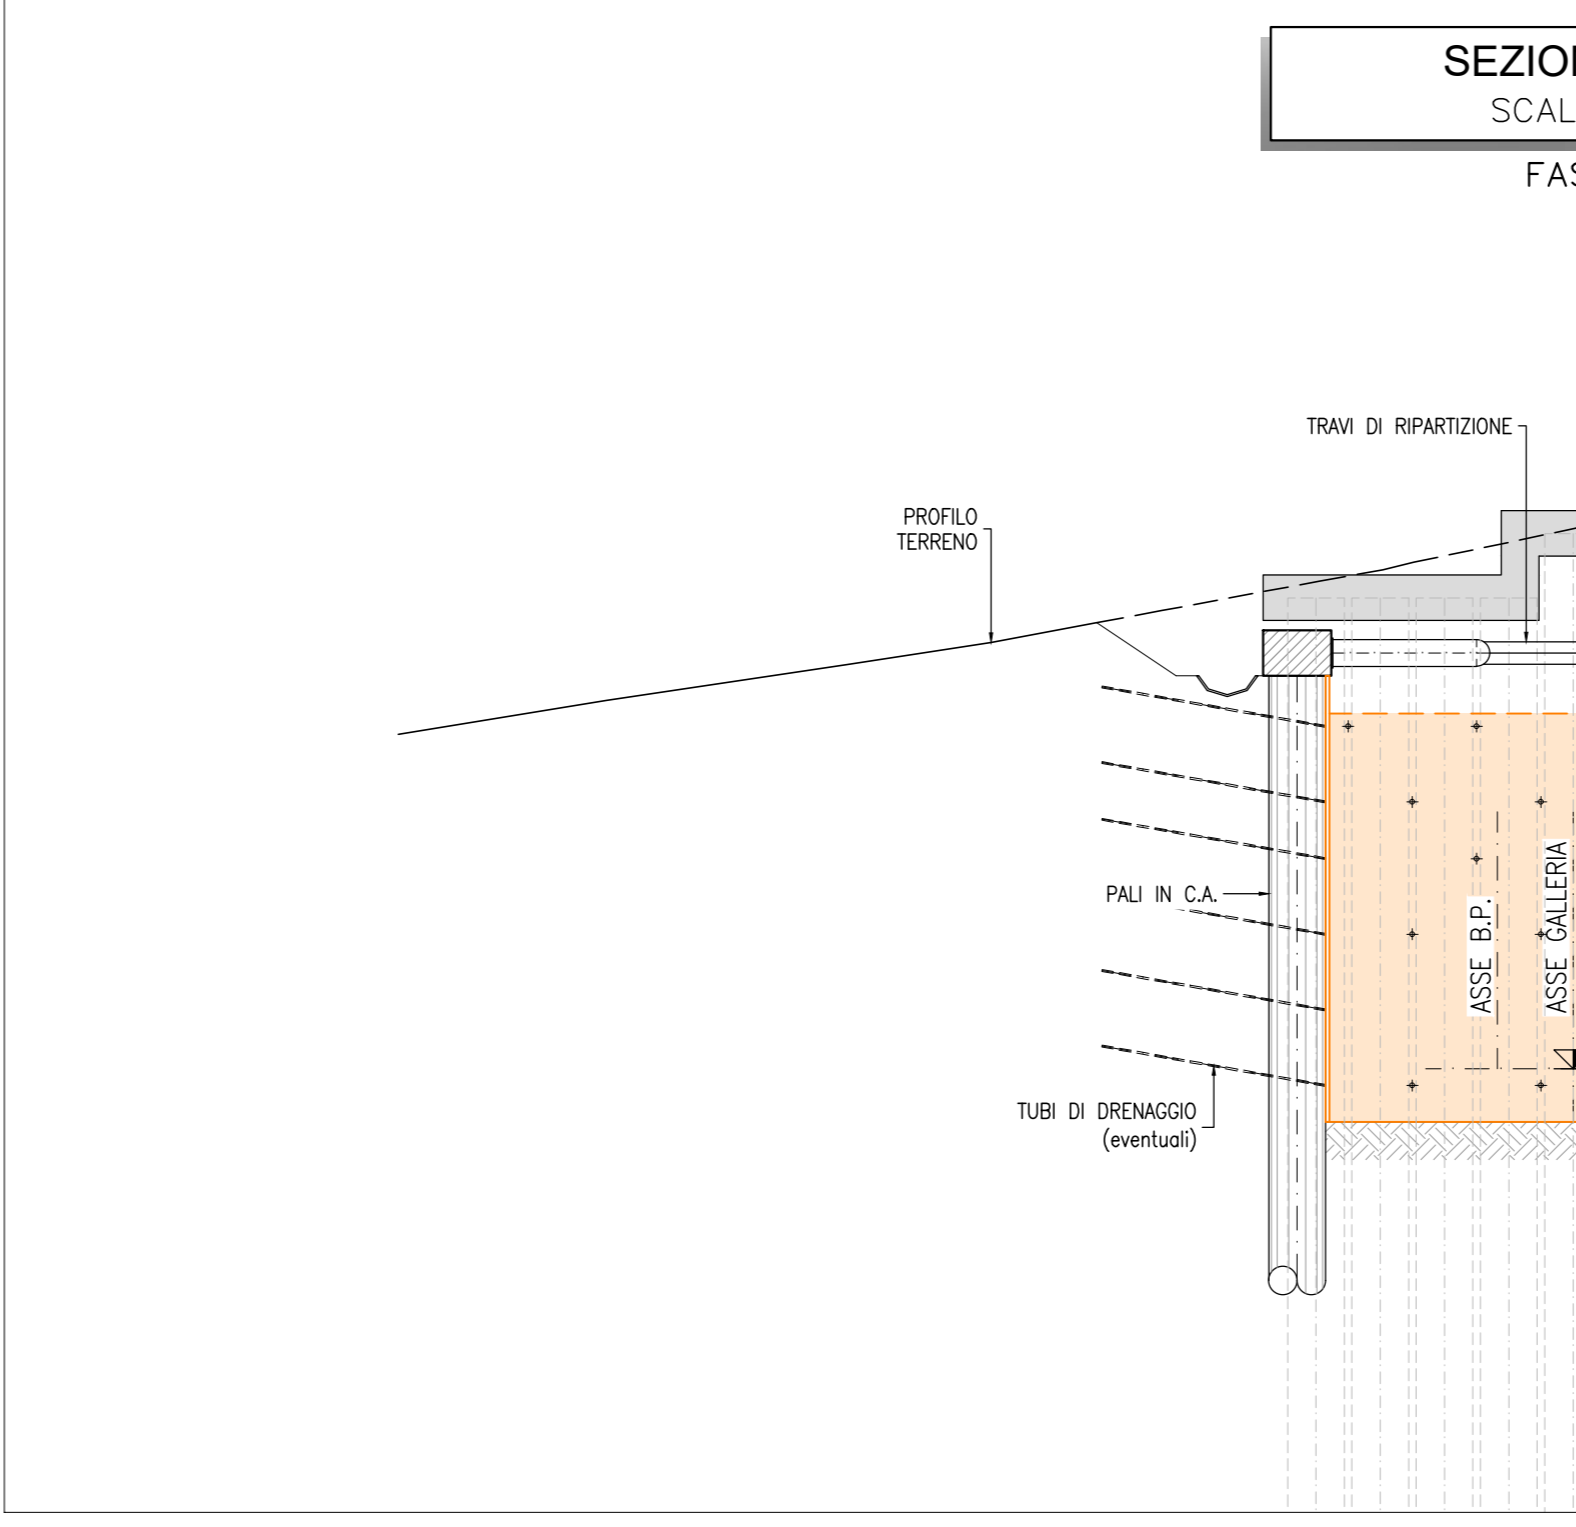 SEZIO
SCAL
FAS
TRAVI DI RIPARTIZIONE
PROFILO
TERRENO
PALI IN C.A.
ASSE B.P.
ASSE GALLERIA
TUBI DI DRENAGGIO
(eventuali)